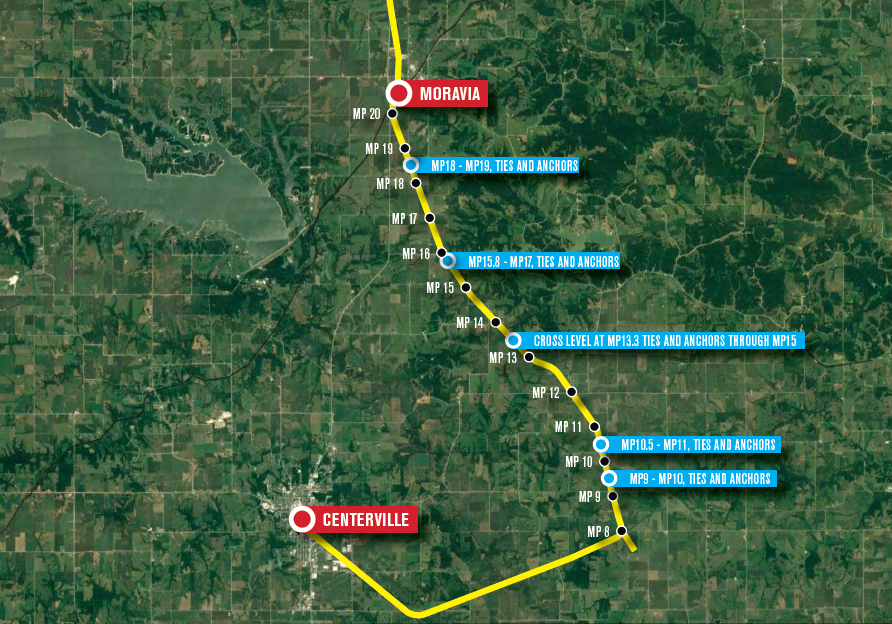 MORAVIA
MP 20
MP 19
MP18 - MP19, TIES AND ANCHORS
MP 18
MP 17
MP 16
MP15.8 - MP17, TIES AND ANCHORS
MP 15
MP 14
CROSS LEVEL AT MP13.3 TIES AND ANCHORS THROUGH MP15
MP 13
MP 12
MP 11
MP10.5 - MP11, TIES AND ANCHORS
MP 10
MP9 - MP10, TIES AND ANCHORS
MP 9
CENTERVILLE
MP 8